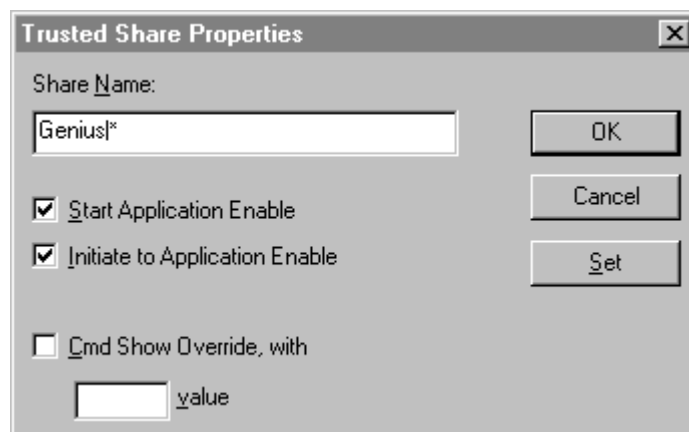 Trusted Share Properties
Share Name:
Genius|*
OK
Start Application Enable
Cancel
Initiate to Application Enable
Set
Cmd Show Override, with
value